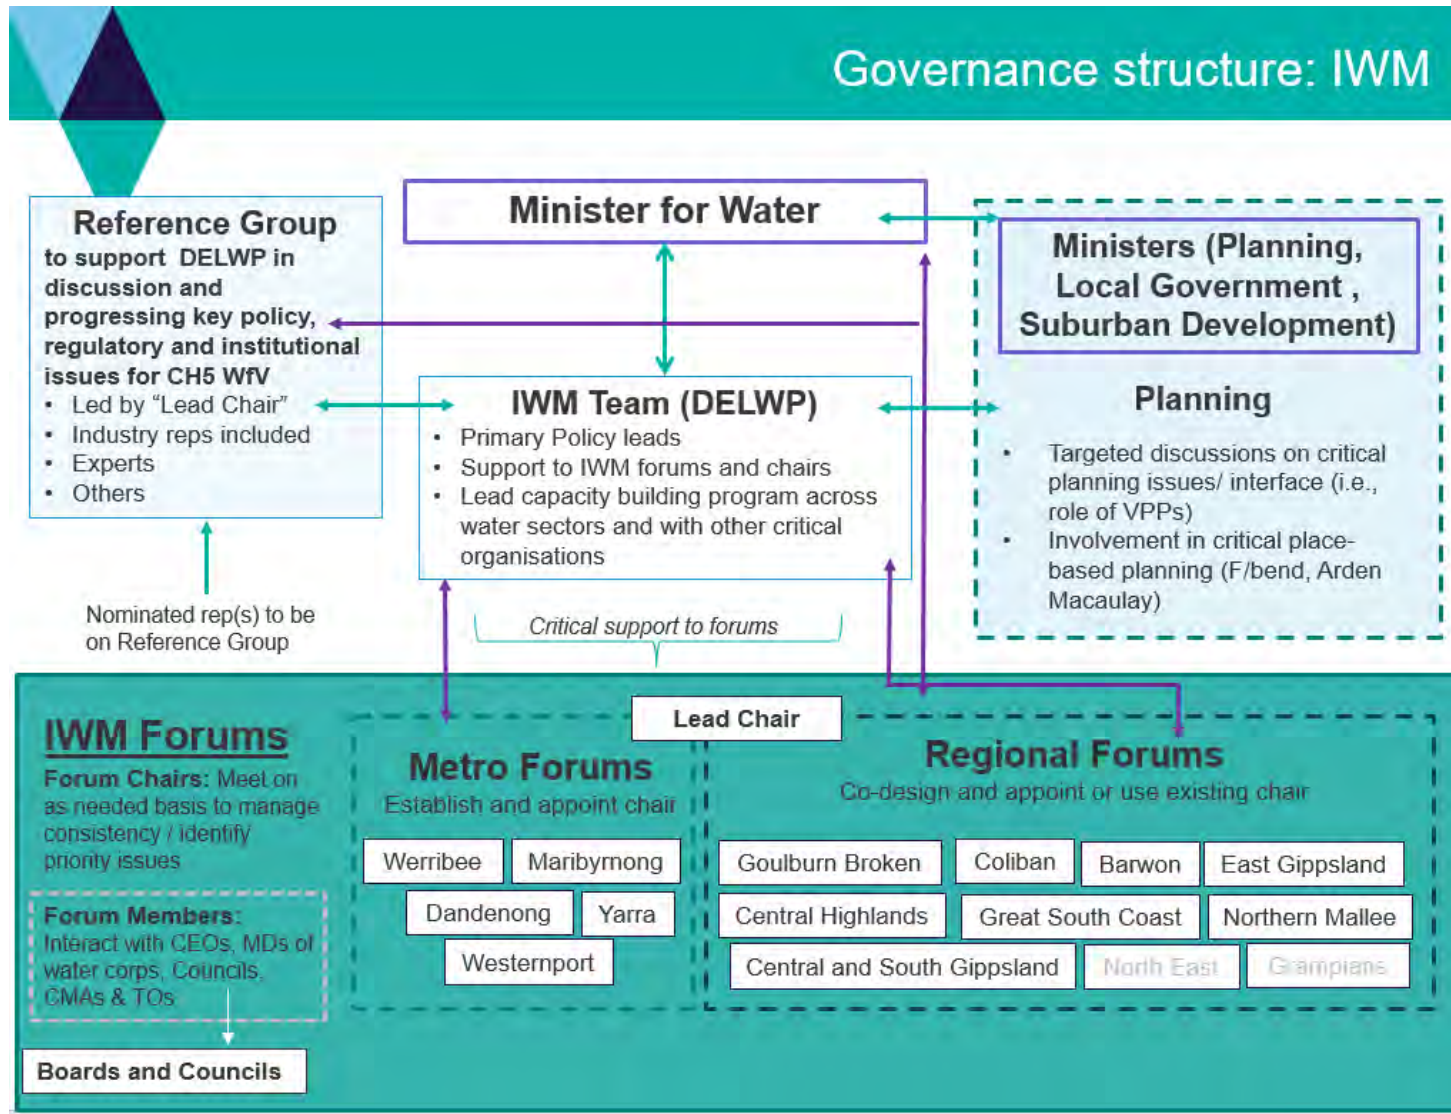 Governance structure: IWM
Reference Group
to support DELWP in
discussion and
progressing key policy,
regulatory and institutional
issues for CH5 WfV
• Led by “Lead Chair”
• Industry reps included
• Experts
• Others
Minister for Water
Ministers (Planning,
Local Government ,
Suburban Development)
IWM Team (DELWP)
• Primary Policy leads
• Support to IWM forums and chairs
• Lead capacity building program across
water sectors and with other critical
organisations
Planning
• Targeted discussions on critical
planning issues/ interface (i.e.,
role of VPPs)
• Involvement in critical place-
based planning (F/bend, Arden
Macaulay)
Nominated rep(s) to be
on Reference Group
Critical support to forums
Lead Chair
IWM Forums
Forum Chairs: Meet on
as needed basis to manage
consistency / identify
priority issues
Forum Members:
Interact with CEOs, MDs of
water corps, Councils,
CMAs & TOs
Boards and Councils
Metro Forums
Establish and appoint chair
Werribee
Maribyrnong
Dandenong
Yarra
Westernport
Regional Forums
Co-design and appoint or use existing chair
Goulburn Broken
Coliban
Barwon
East Gippsland
Central Highlands
Great South Coast
Northern Mallee
Central and South Gippsland
North East
Grampians